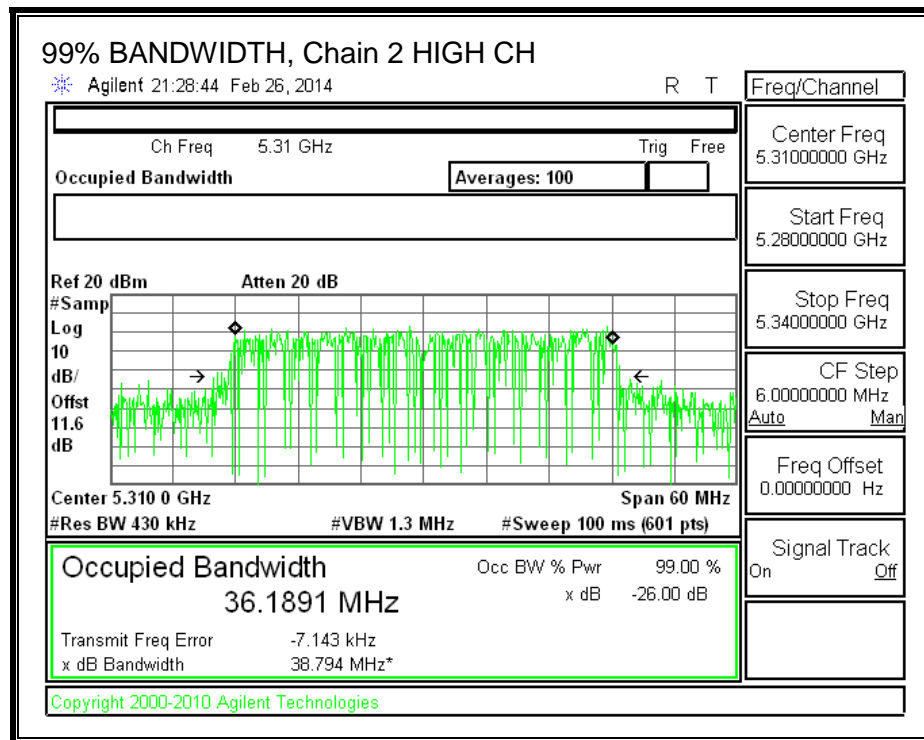 99% BANDWIDTH, Chain 2 HIGH CH
Agilent 21:28:44 Feb 26, 2014 R T
Freq/Channel
Ch Freq 5.31 GHz Trig Free
Occupied Bandwidth Averages: 100
Center Freq
5.31000000 GHz
Start Freq
5.28000000 GHz
Stop Freq
5.34000000 GHz
CF Step
6.00000000 MHz
Auto Man
Freq Offset
0.00000000 Hz
Signal Track
On Off
Ref 20 dBm Atten 20 dB
#Samp
Log
10
dB/
Offst
11.6
dB
Center 5.310 0 GHz Span 60 MHz
#Res BW 430 kHz #VBW 1.3 MHz #Sweep 100 ms (601 pts)
Occupied Bandwidth Occ BW % Pwr 99.00 %
36.1891 MHz x dB -26.00 dB
Transmit Freq Error -7.143 kHz
x dB Bandwidth 38.794 MHz*
Copyright 2000-2010 Agilent Technologies